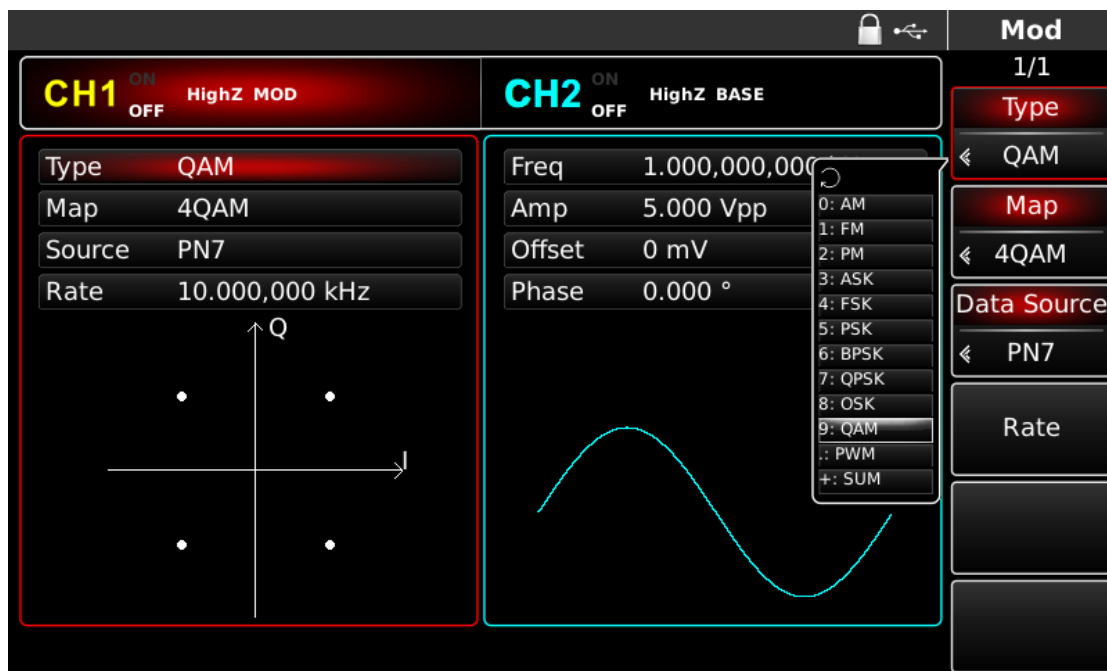 Mod
1/1
CH1 ON OFF HighZ MOD
CH2 ON OFF HighZ BASE
Type QAM
Map 4QAM
Source PN7
Rate 10.000,000 kHz
Q
I
Freq 1.000,000,000
Amp 5.000 Vpp
Offset 0 mV
Phase 0.000 °
0: AM
1: FM
2: PM
3: ASK
4: FSK
5: PSK
6: BPSK
7: QPSK
8: OSK
9: QAM
.: PWM
+: SUM
Type
QAM
Map
4QAM
Data Source
PN7
Rate